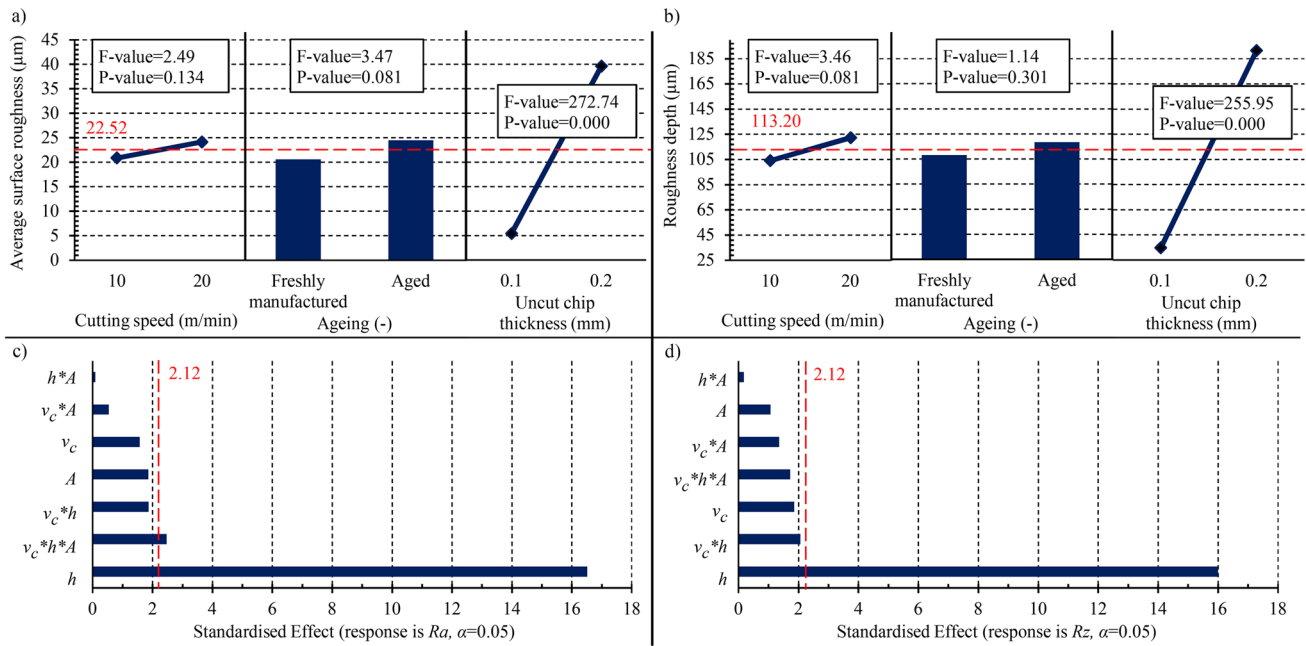 a)
Average surface roughness (µm)
45
40
35
30
25
20
15
10
5
0
F-value=2.49
P-value=0.134
F-value=3.47
P-value=0.081
F-value=272.74
P-value=0.000
22.52
10
20
Cutting speed (m/min)
Freshly
manufactured
Aged
Ageing (-)
0.1
0.2
Uncut chip
thickness (mm)
b)
Roughness depth (µm)
185
165
145
125
105
85
65
45
25
F-value=3.46
P-value=0.081
F-value=1.14
P-value=0.301
F-value=255.95
P-value=0.000
113.20
10
20
Cutting speed (m/min)
Freshly
manufactured
Aged
Ageing (-)
0.1
0.2
Uncut chip
thickness (mm)
c)
2.12
h*A
vc*A
vc
A
vc*h
vc*h*A
h
0 2 4 6 8 10 12 14 16 18
Standardised Effect (response is Ra, α=0.05)
d)
2.12
h*A
A
vc*A
vc*h*A
vc
vc*h
h
0 2 4 6 8 10 12 14 16 18
Standardised Effect (response is Rz, α=0.05)